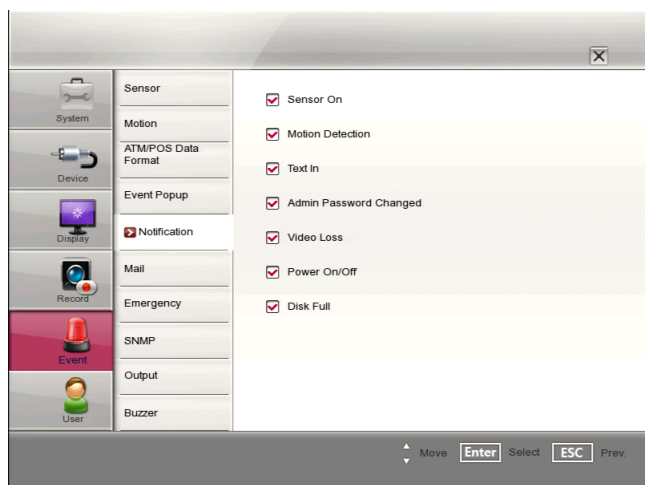 System
Device
Display
Record
Event
User
Sensor
Motion
ATM/POS Data
Format
Event Popup
Notification
Mail
Emergency
SNMP
Output
Buzzer
Sensor On
Motion Detection
Text In
Admin Password Changed
Video Loss
Power On/Off
Disk Full
Move Enter Select ESC Prev.